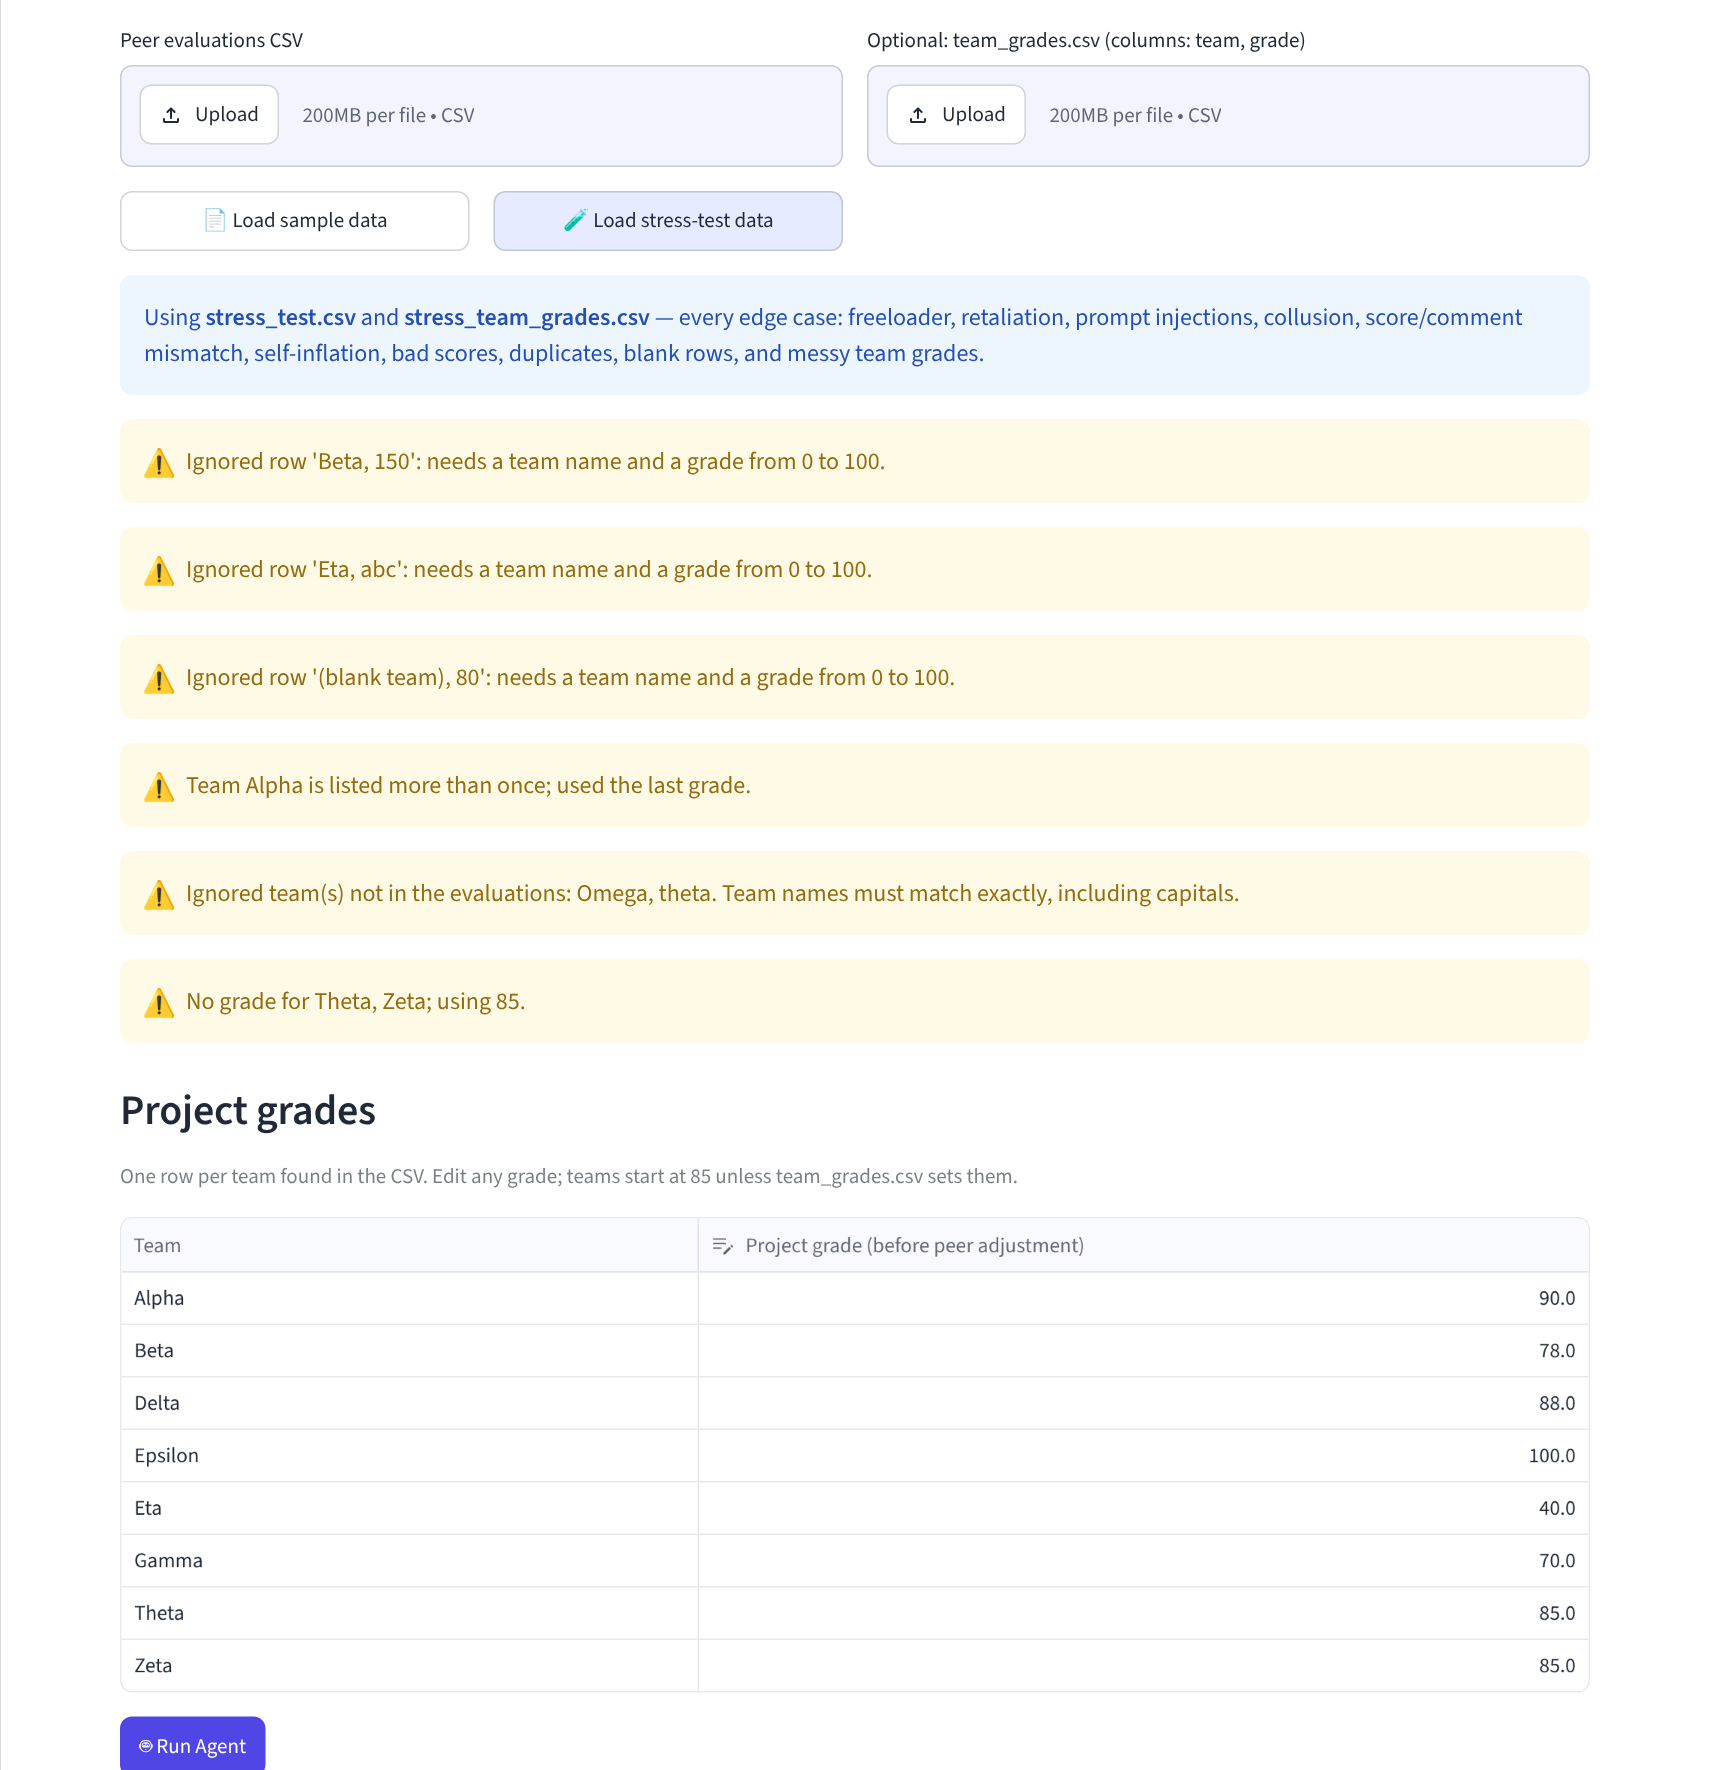 Peer evaluations CSV
Optional: team_grades.csv (columns: team, grade)
Upload 200MB per file • CSV
Upload 200MB per file • CSV
Load sample data
Load stress-test data
Using stress_test.csv and stress_team_grades.csv — every edge case: freeloader, retaliation, prompt injections, collusion, score/comment
mismatch, self-inflation, bad scores, duplicates, blank rows, and messy team grades.
Ignored row 'Beta, 150': needs a team name and a grade from 0 to 100.
Ignored row 'Eta, abc': needs a team name and a grade from 0 to 100.
Ignored row '(blank team), 80': needs a team name and a grade from 0 to 100.
Team Alpha is listed more than once; used the last grade.
Ignored team(s) not in the evaluations: Omega, theta. Team names must match exactly, including capitals.
No grade for Theta, Zeta; using 85.
Project grades
One row per team found in the CSV. Edit any grade; teams start at 85 unless team_grades.csv sets them.
Team Project grade (before peer adjustment)
Alpha 90.0
Beta 78.0
Delta 88.0
Epsilon 100.0
Eta 40.0
Gamma 70.0
Theta 85.0
Zeta 85.0
Run Agent